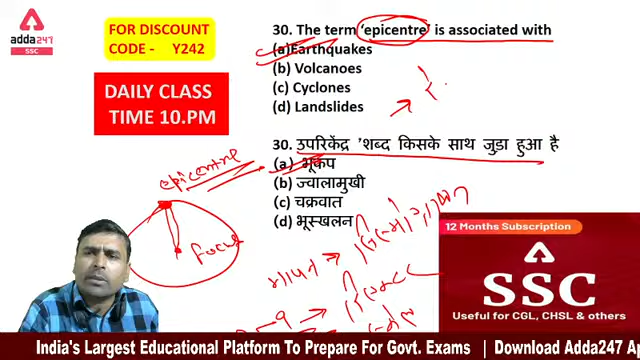 adda247
SSC
FOR DISCOUNT
CODE - Y242
DAILY CLASS
TIME 10.PM
30. The term 'epicentre' is associated with
(a)Earthquakes
(b) Volcanoes
(c) Cyclones
(d) Landslides
30. उपरिकेंद्र 'शब्द किसके साथ जुड़ा हुआ है
(a) भूकंप
(b) ज्वालामुखी
(c) चक्रवात
(d) भूस्खलन
epicentre
focus
12 Months Subscription
SSC
Useful for CGL, CHSL & others
India's Largest Educational Platform To Prepare For Govt. Exams | Download Adda247 A